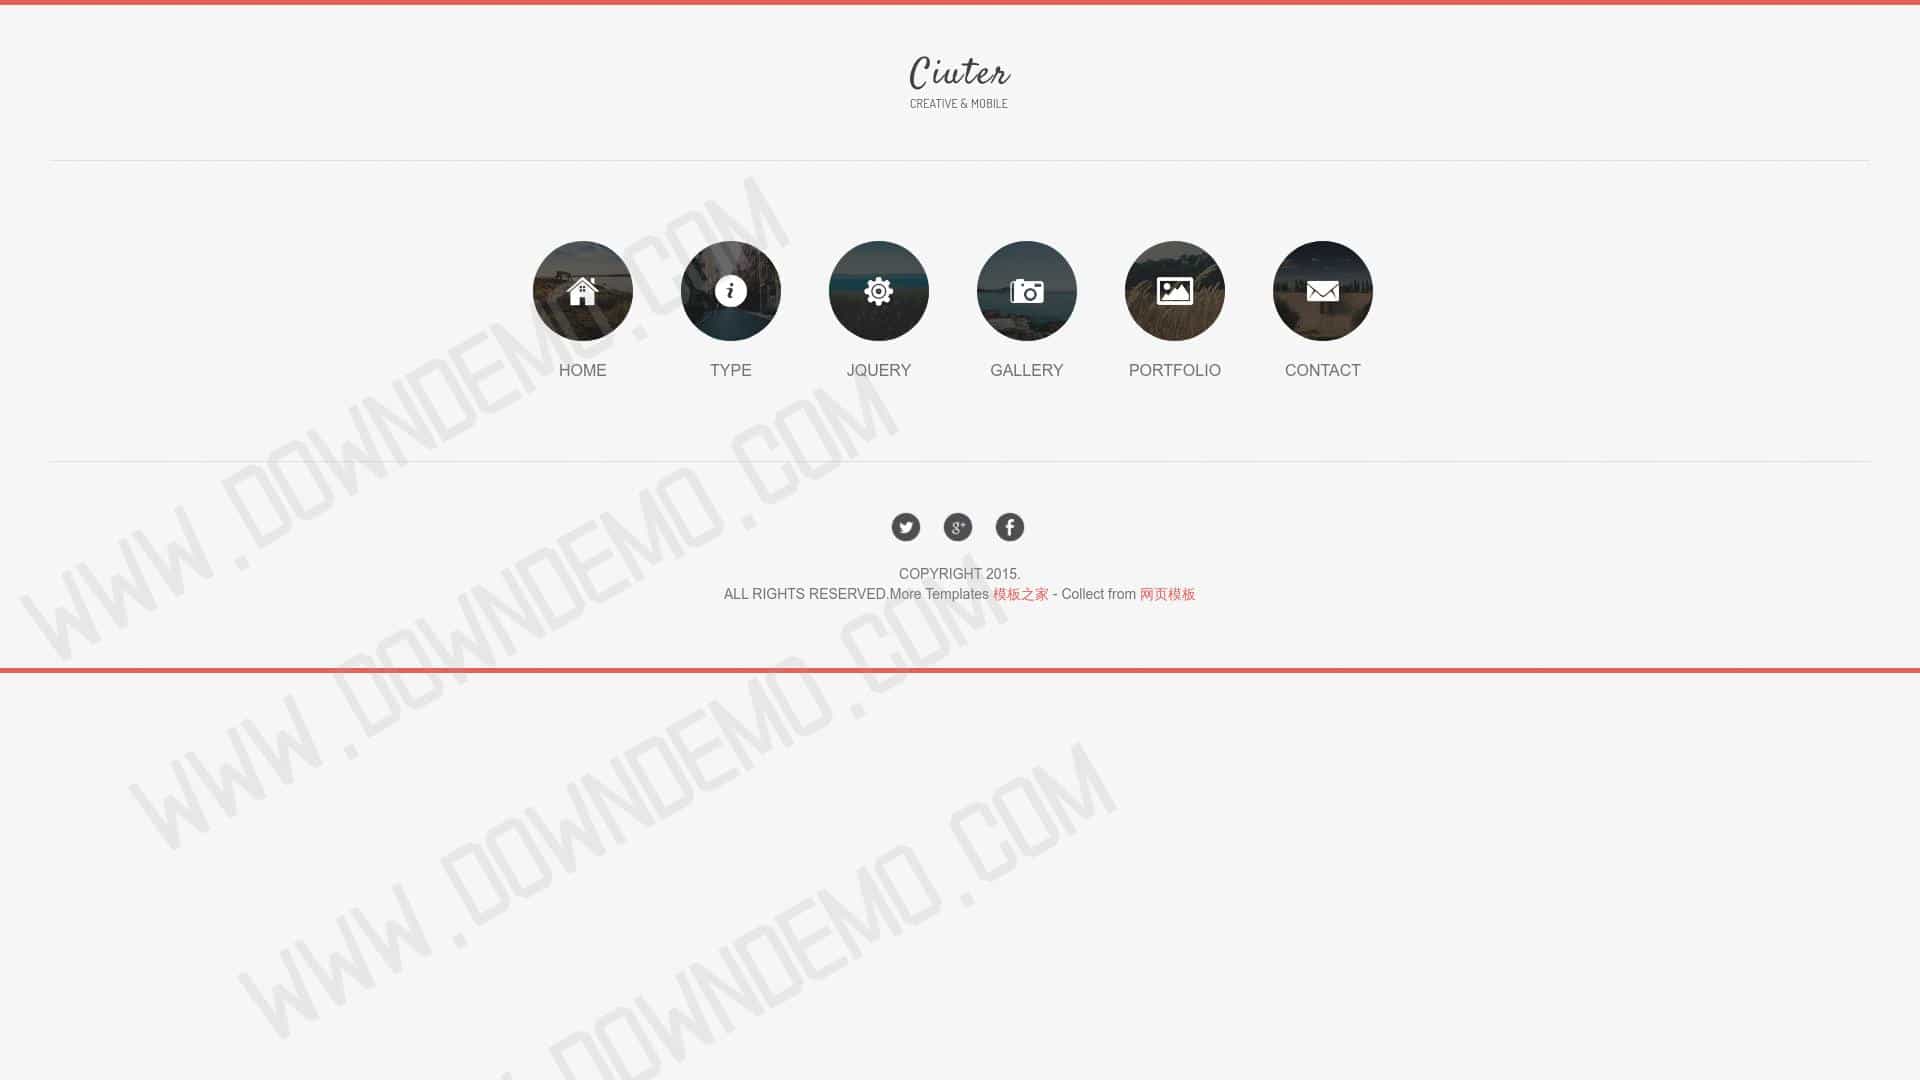 Ciuter
CREATIVE & MOBILE
HOME
TYPE
JQUERY
GALLERY
PORTFOLIO
CONTACT
COPYRIGHT 2015.
ALL RIGHTS RESERVED.More Templates 模板之家 - Collect from 网页模板
WWW.DOWNDEMO.COM
WWW.DOWNDEMO.COM
WWW.DOWNDEMO.COM
DOWNDEMO.COM